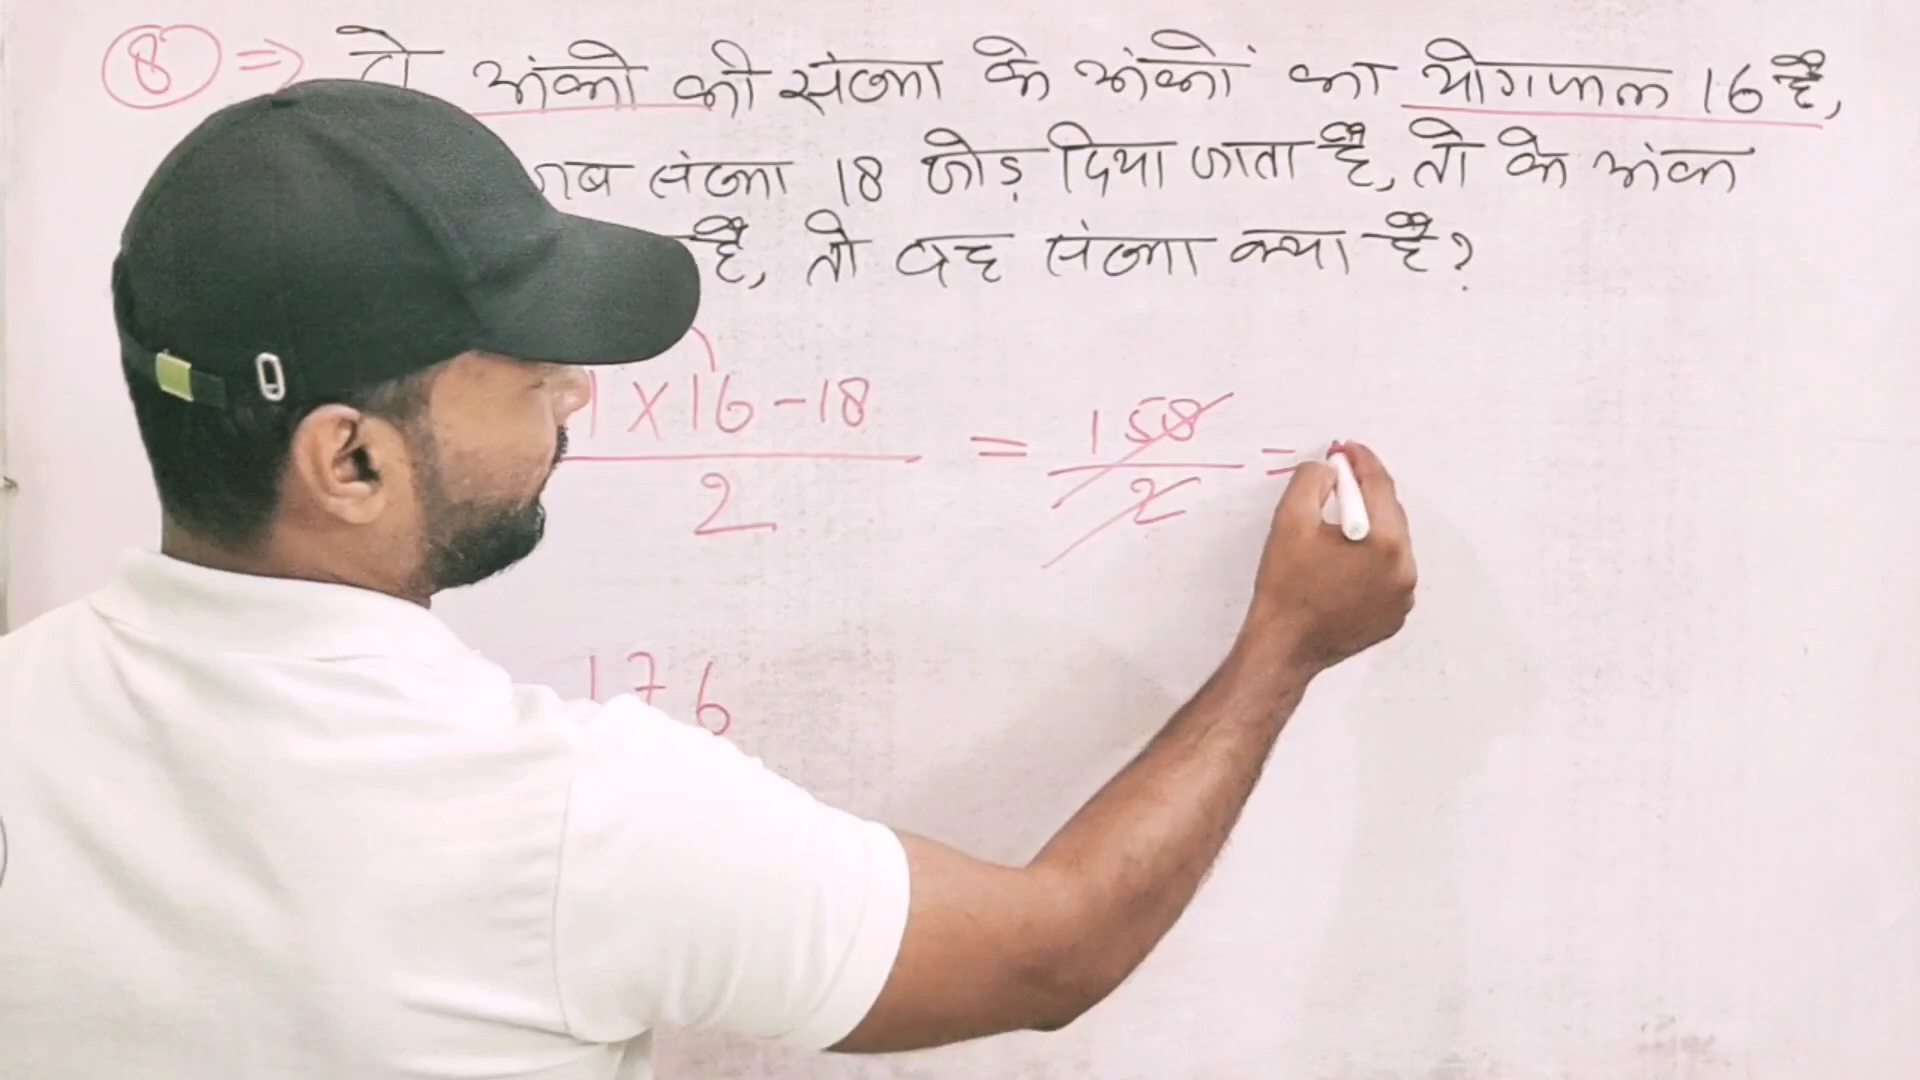 8 ⇒ दो अंको की संख्या के अंकों का योगफल 16 है,
जब संख्या 18 जोड़ दिया जाता है, तो के अंक
है, तो वह संख्या क्या है?
1 × 16 - 18 = 158 =
2 2
176